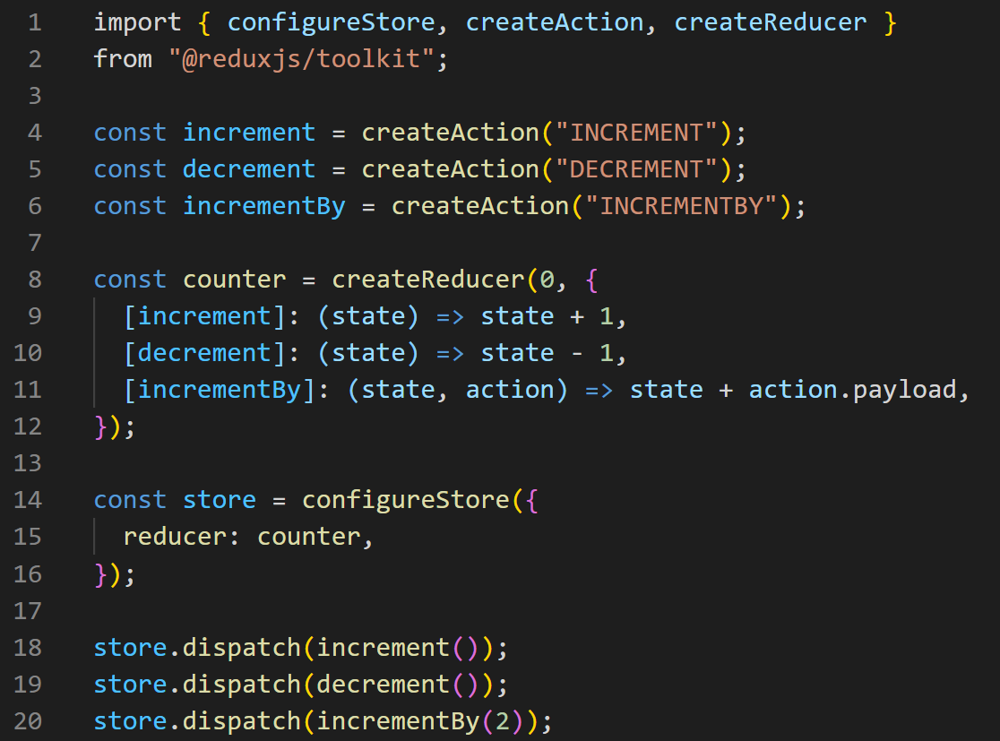 1 import { configureStore, createAction, createReducer }
2 from "@reduxjs/toolkit";
3
4 const increment = createAction("INCREMENT");
5 const decrement = createAction("DECREMENT");
6 const incrementBy = createAction("INCREMENTBY");
7
8 const counter = createReducer(0, {
9   [increment]: (state) => state + 1,
10   [decrement]: (state) => state - 1,
11   [incrementBy]: (state, action) => state + action.payload,
12 });
13
14 const store = configureStore({
15   reducer: counter,
16 });
17
18 store.dispatch(increment());
19 store.dispatch(decrement());
20 store.dispatch(incrementBy(2));